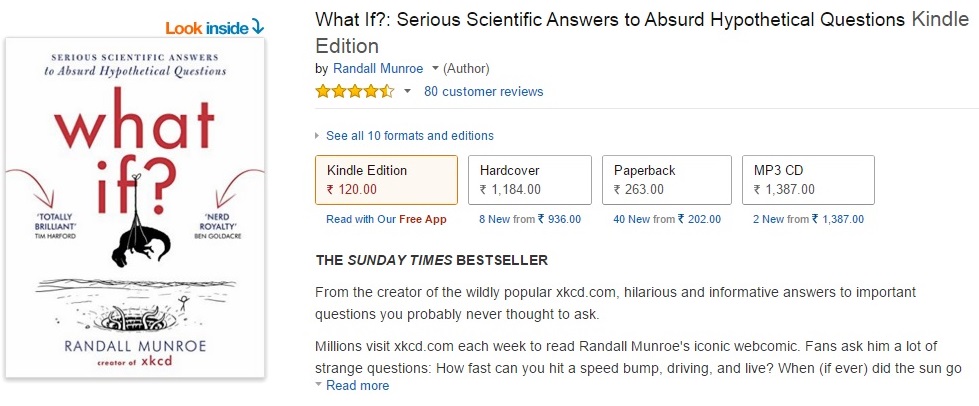 Look inside
SERIOUS SCIENTIFIC ANSWERS
to Absurd Hypothetical Questions
what
if?
'TOTALLY
BRILLIANT'
TIM HARFORD
'NERD
ROYALTY'
BEN GOLDACRE
RANDALL MUNROE
creator of xkcd
What If?: Serious Scientific Answers to Absurd Hypothetical Questions Kindle
Edition
by Randall Munroe (Author)
80 customer reviews
See all 10 formats and editions
Kindle Edition
₹ 120.00
Read with Our Free App
Hardcover
₹ 1,184.00
8 New from ₹ 936.00
Paperback
₹ 263.00
40 New from ₹ 202.00
MP3 CD
₹ 1,387.00
2 New from ₹ 1,387.00
THE SUNDAY TIMES BESTSELLER
From the creator of the wildly popular xkcd.com, hilarious and informative answers to important
questions you probably never thought to ask.
Millions visit xkcd.com each week to read Randall Munroe's iconic webcomic. Fans ask him a lot of
strange questions: How fast can you hit a speed bump, driving, and live? When (if ever) did the sun go
Read more